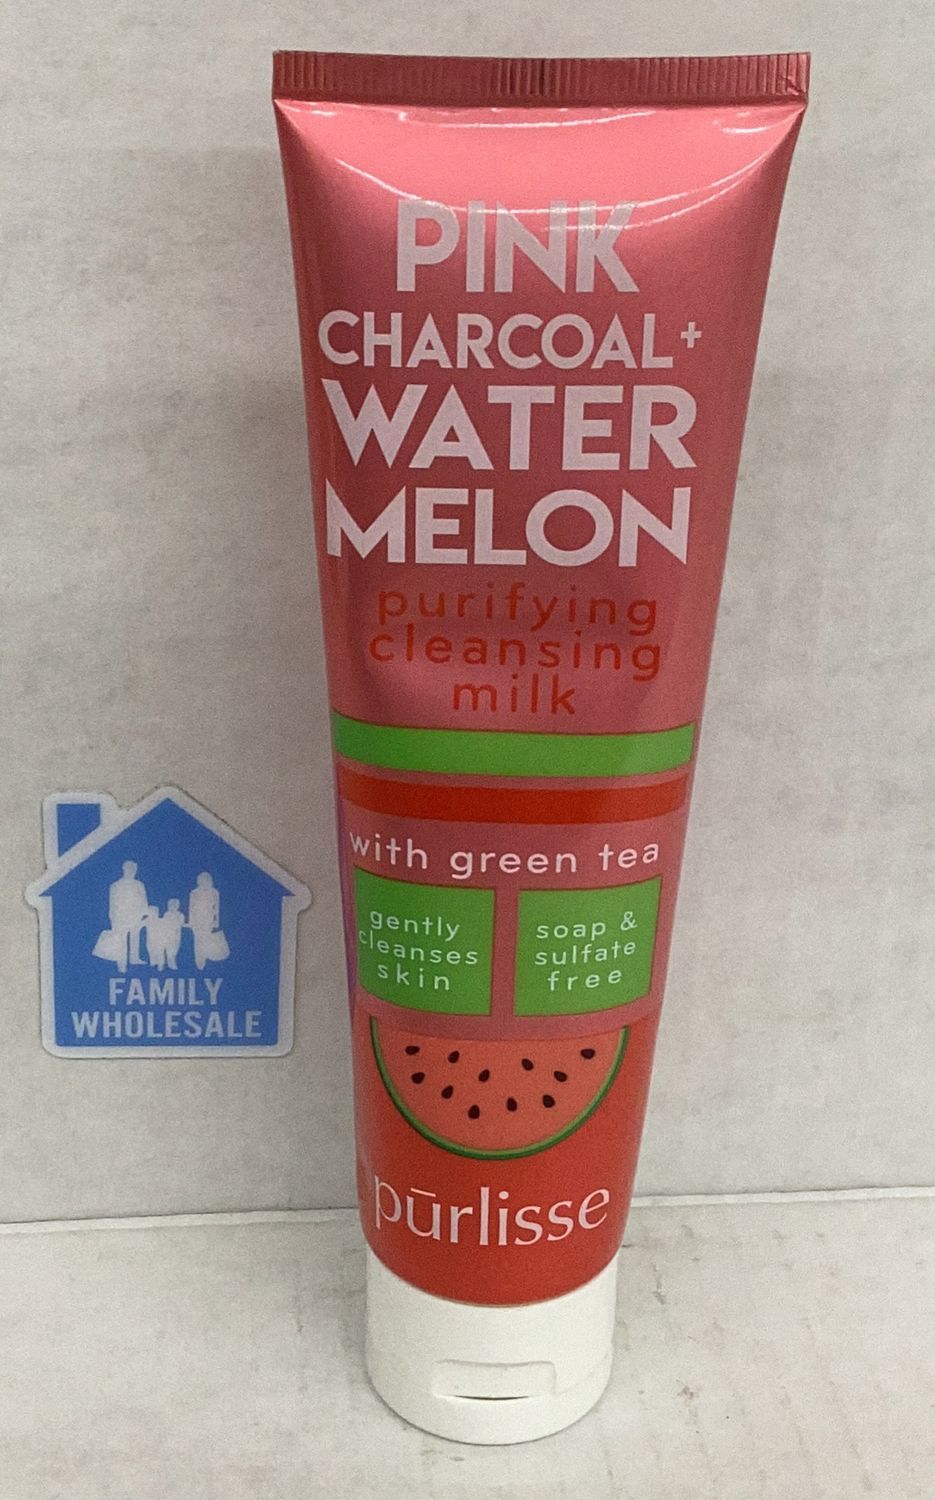 PINK
CHARCOAL+
WATER
MELON
purifying
cleansing
milk
with green tea
gently
cleanses
skin
soap &
sulfate
free
pūrlisse
FAMILY
WHOLESALE